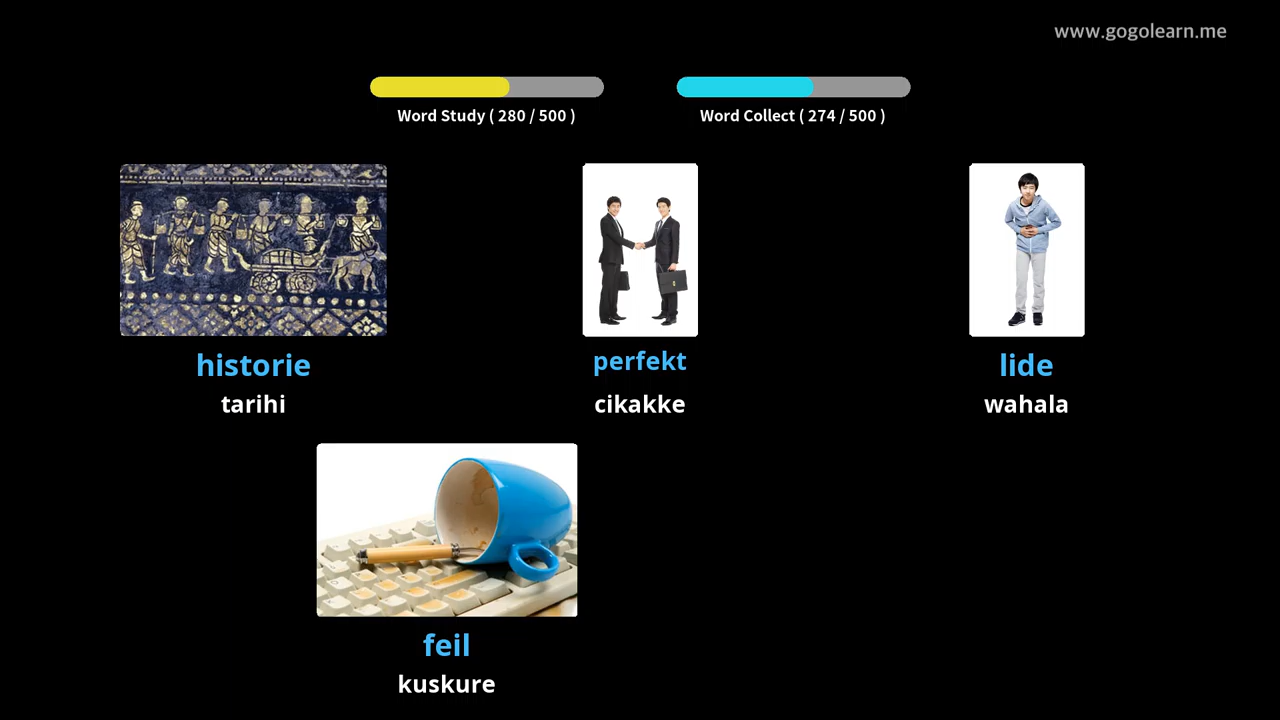 www.gogolearn.me
Word Study ( 280 / 500 )
Word Collect ( 274 / 500 )
historie
tarihi
perfekt
cikakke
lide
wahala
feil
kuskure